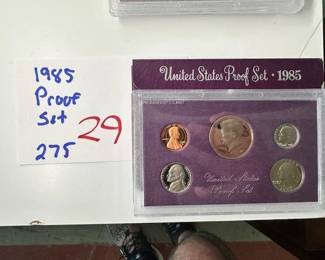 1985
Proof
Set
29
275
United States Proof Set · 1985
United States
Proof Set